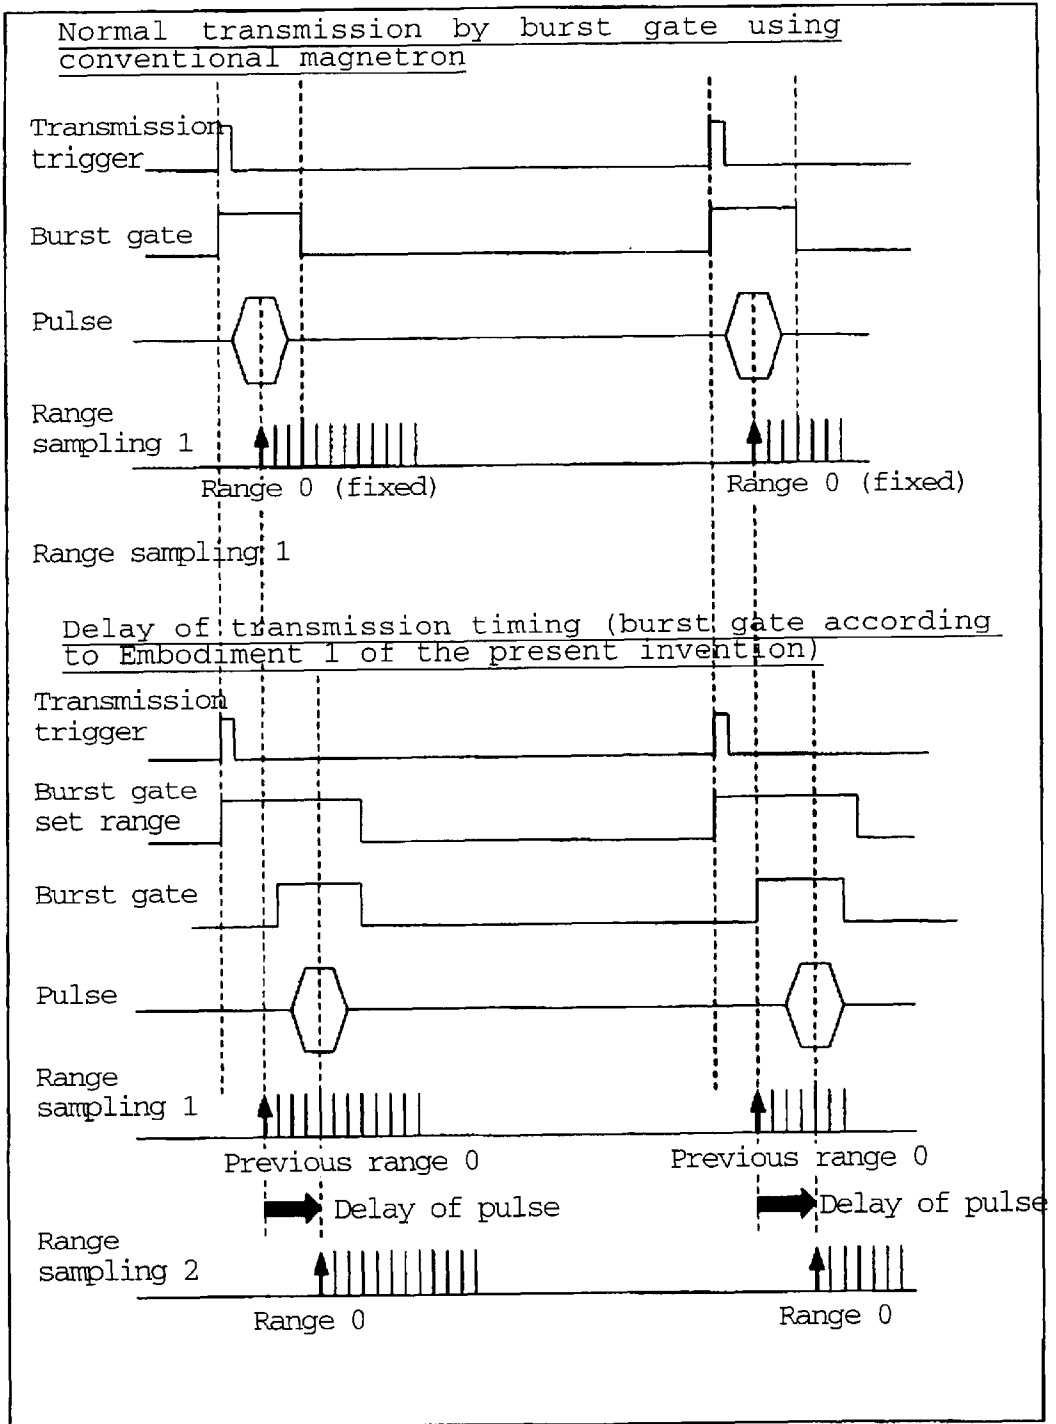 Normal transmission by burst gate using
conventional magnetron
Transmission
trigger
Burst gate
Pulse
Range
sampling 1
Range 0 (fixed)
Range 0 (fixed)
Range sampling 1
Delay of transmission timing (burst gate according
to Embodiment 1 of the present invention)
Transmission
trigger
Burst gate
set range
Burst gate
Pulse
Range
sampling 1
Previous range 0
Previous range 0
Delay of pulse
Delay of pulse
Range
sampling 2
Range 0
Range 0